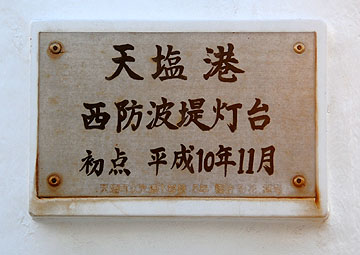 天塩港
西防波堤灯台
初点 平成10年11月